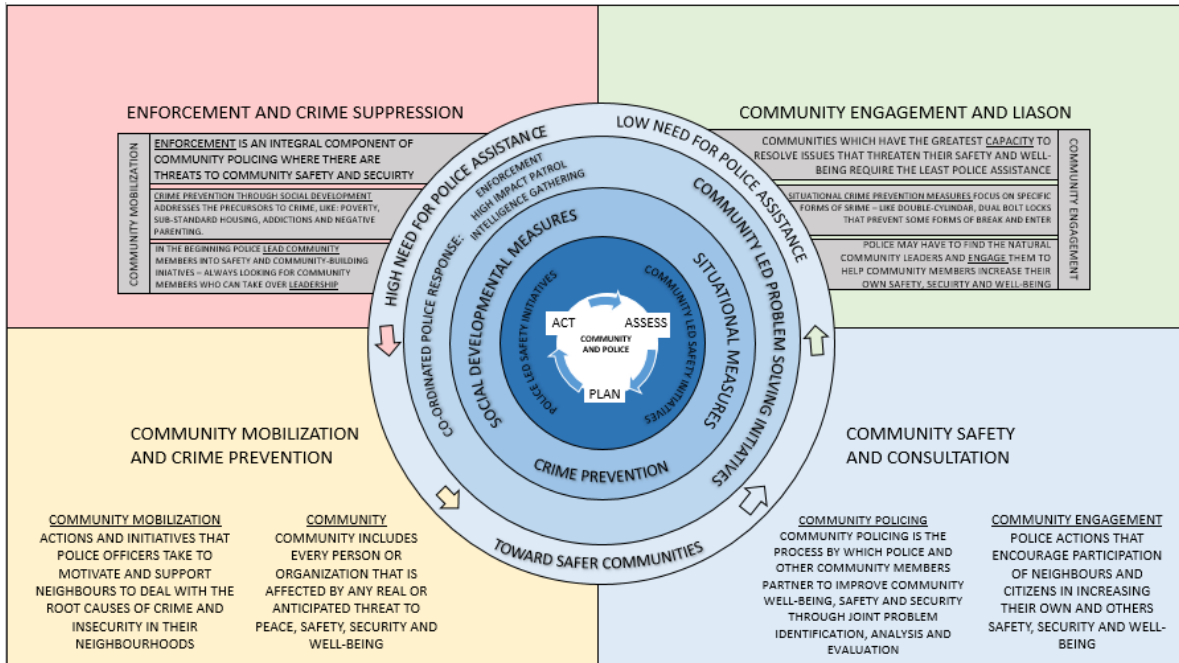 ENFORCEMENT AND CRIME SUPPRESSION
COMMUNITY MOBILIZATION
ENFORCEMENT IS AN INTEGRAL COMPONENT OF
COMMUNITY POLICING WHERE THERE ARE
THREATS TO COMMUNITY SAFETY AND SECUIRTY
CRIME PREVENTION THROUGH SOCIAL DEVELOPMENT
ADDRESSES THE PRECURSORS TO CRIME, LIKE: POVERTY,
SUB-STANDARD HOUSING, ADDICTIONS AND NEGATIVE
PARENTING.
IN THE BEGINNING POLICE LEAD COMMUNITY
MEMBERS INTO SAFETY AND COMMUNITY-BUILDING
INIATIVES – ALWAYS LOOKING FOR COMMUNITY
MEMBERS WHO CAN TAKE OVER LEADERSHIP
COMMUNITY ENGAGEMENT AND LIASON
COMMUNITIES WHICH HAVE THE GREATEST CAPACITY TO
RESOLVE ISSUES THAT THREATEN THEIR SAFETY AND WELL-
BEING REQUIRE THE LEAST POLICE ASSISTANCE
SITUATIONAL CRIME PREVENTION MEASURES FOCUS ON SPECIFIC
FORMS OF SRIME – LIKE DOUBLE-CYLINDAR, DUAL BOLT LOCKS
THAT PREVENT SOME FORMS OF BREAK AND ENTER
POLICE MAY HAVE TO FIND THE NATURAL
COMMUNITY LEADERS AND ENGAGE THEM TO
HELP COMMUNITY MEMBERS INCREASE THEIR
OWN SAFETY, SECUIRTY AND WELL-BEING
COMMUNITY ENGAGEMENT
HIGH NEED FOR POLICE ASSISTANCE
LOW NEED FOR POLICE ASSISTANCE
TOWARD SAFER COMMUNITIES
CO-ORDINATED POLICE RESPONSE:
ENFORCEMENT
HIGH IMPACT PATROL
INTELLIGENCE GATHERING
COMMUNITY LED PROBLEM SOLVING INITIATIVES
SOCIAL DEVELOPMENTAL MEASURES
SITUATIONAL MEASURES
CRIME PREVENTION
POLICE LED SAFETY INITIATIVES
COMMUNITY LED SAFETY INITIATIVES
ACT
ASSESS
COMMUNITY
AND POLICE
PLAN
COMMUNITY MOBILIZATION
AND CRIME PREVENTION
COMMUNITY MOBILIZATION
ACTIONS AND INITIATIVES THAT
POLICE OFFICERS TAKE TO
MOTIVATE AND SUPPORT
NEIGHBOURS TO DEAL WITH THE
ROOT CAUSES OF CRIME AND
INSECURITY IN THEIR
NEIGHBOURHOODS
COMMUNITY
COMMUNITY INCLUDES
EVERY PERSON OR
ORGANIZATION THAT IS
AFFECTED BY ANY REAL OR
ANTICIPATED THREAT TO
PEACE, SAFETY, SECURITY AND
WELL-BEING
COMMUNITY SAFETY
AND CONSULTATION
COMMUNITY POLICING
COMMUNITY POLICING IS THE
PROCESS BY WHICH POLICE AND
OTHER COMMUNITY MEMBERS
PARTNER TO IMPROVE COMMUNITY
WELL-BEING, SAFETY AND SECURITY
THROUGH JOINT PROBLEM
IDENTIFICATION, ANALYSIS AND
EVALUATION
COMMUNITY ENGAGEMENT
POLICE ACTIONS THAT
ENCOURAGE PARTICIPATION
OF NEIGHBOURS AND
CITIZENS IN INCREASING
THEIR OWN AND OTHERS
SAFETY, SECURITY AND WELL-
BEING